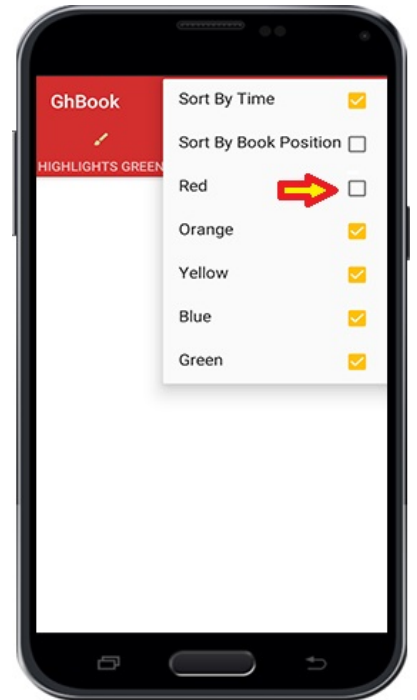 GhBook
HIGHLIGHTS GREEN
Sort By Time
Sort By Book Position
Red
Orange
Yellow
Blue
Green